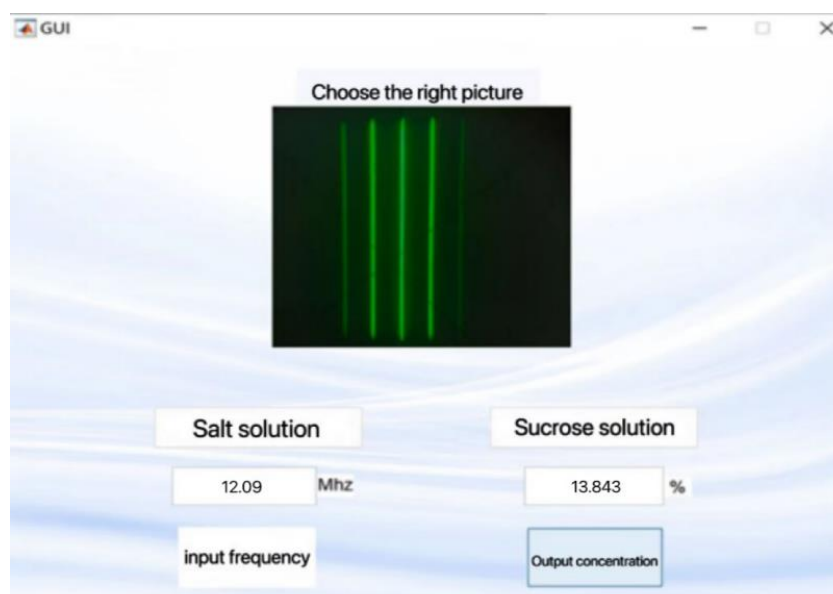 GUI
Choose the right picture
Salt solution
Sucrose solution
12.09 Mhz
13.843 %
input frequency
Output concentration